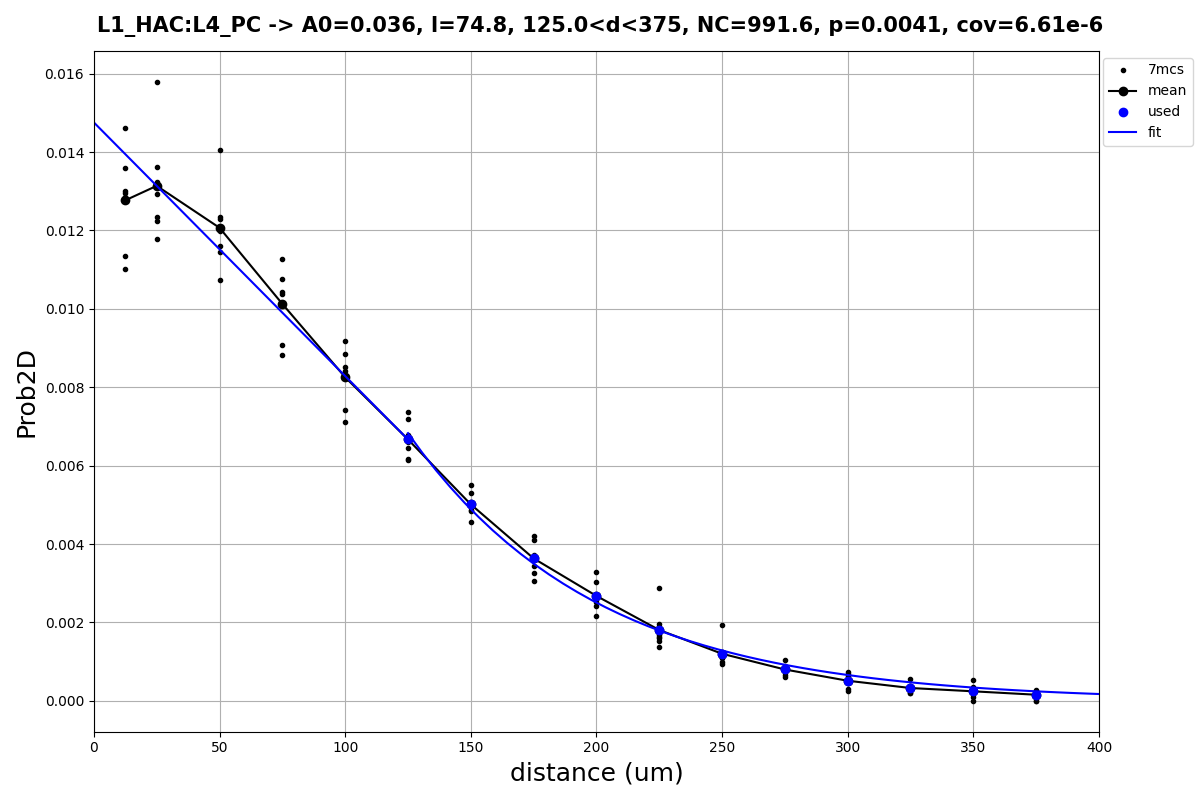 L1_HAC:L4_PC -> A0=0.036, l=74.8, 125.0<d<375, NC=991.6, p=0.0041, cov=6.61e-6
7mcs
mean
used
fit
Prob2D
0.016
0.014
0.012
0.010
0.008
0.006
0.004
0.002
0.000
0 50 100 150 200 250 300 350 400
distance (um)